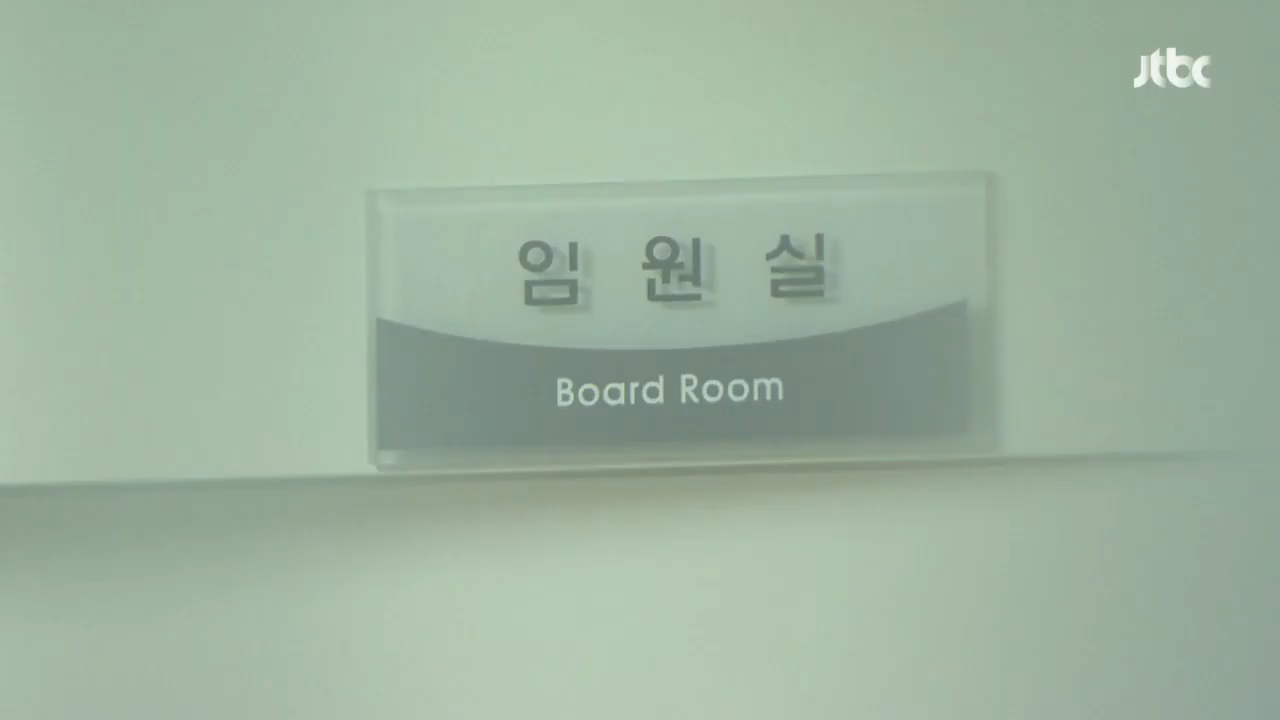 jtbc
임 원 실
Board Room